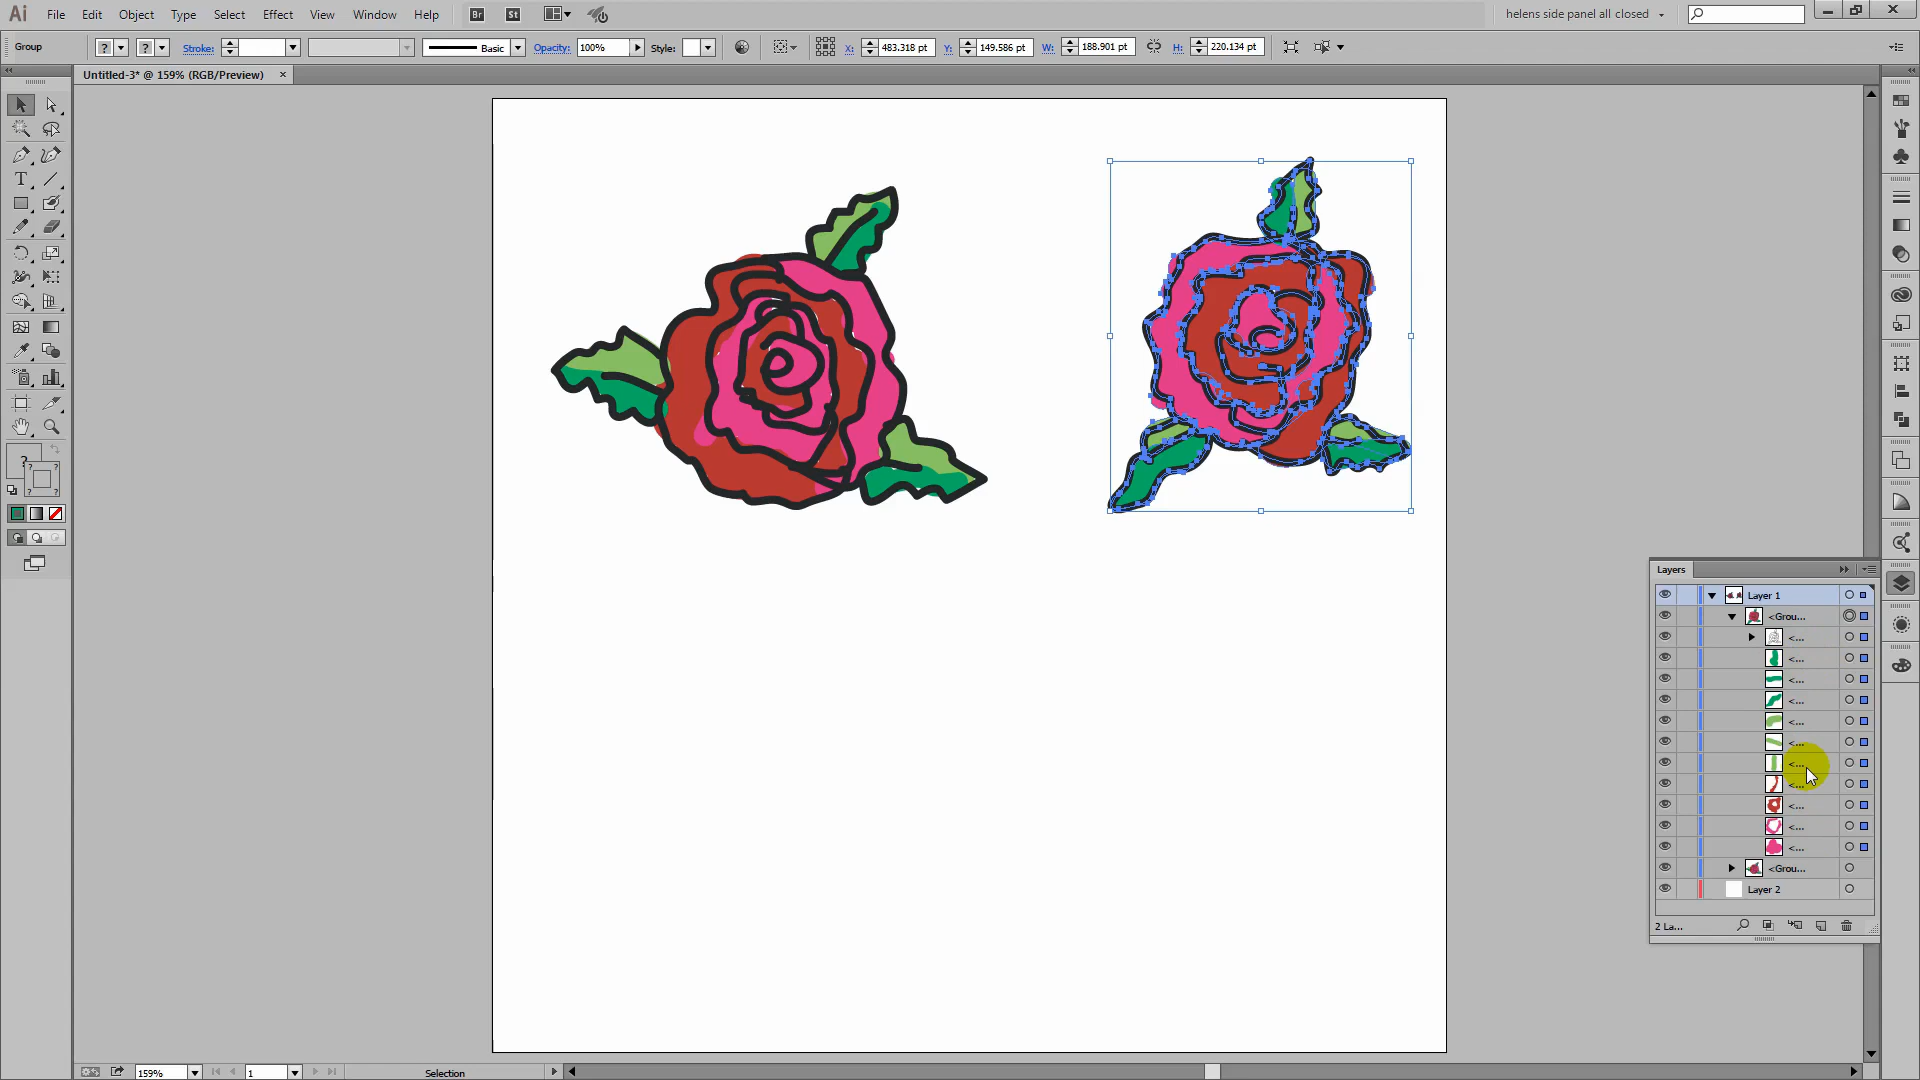 Ai File Edit Object Type Select Effect View Window Help Br St helens side panel all closed
Group ? ? Stroke: Basic Opacity: 100% Style: X: 483.318 pt Y: 149.586 pt W: 188.901 pt H: 220.134 pt
Untitled-3* @ 159% (RGB/Preview) ×
T
?
? ?
? ?
Layers
Layer 1
<Grou...
<...
<...
<...
<...
<...
<...
<...
<...
<...
<...
<...
<Grou...
Layer 2
2 La...
159% 1 Selection